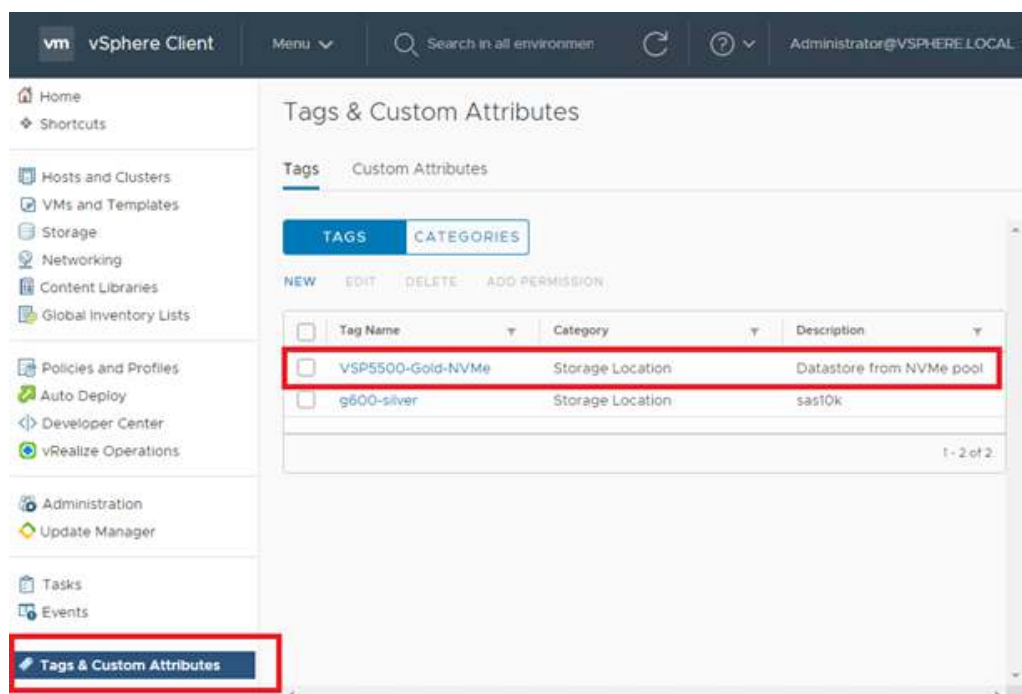 vm vSphere Client Menu Search in all environmen Administrator@VSPHERE.LOCAL
Home
Shortcuts
Hosts and Clusters
VMs and Templates
Storage
Networking
Content Libraries
Global Inventory Lists
Policies and Profiles
Auto Deploy
Developer Center
vRealize Operations
Administration
Update Manager
Tasks
Events
Tags & Custom Attributes
Tags & Custom Attributes
Tags Custom Attributes
TAGS CATEGORIES
NEW EDIT DELETE ADD PERMISSION
Tag Name Category Description
VSP5500-Gold-NVMe Storage Location Datastore from NVMe pool
g600-silver Storage Location sas10k
1 - 2 of 2